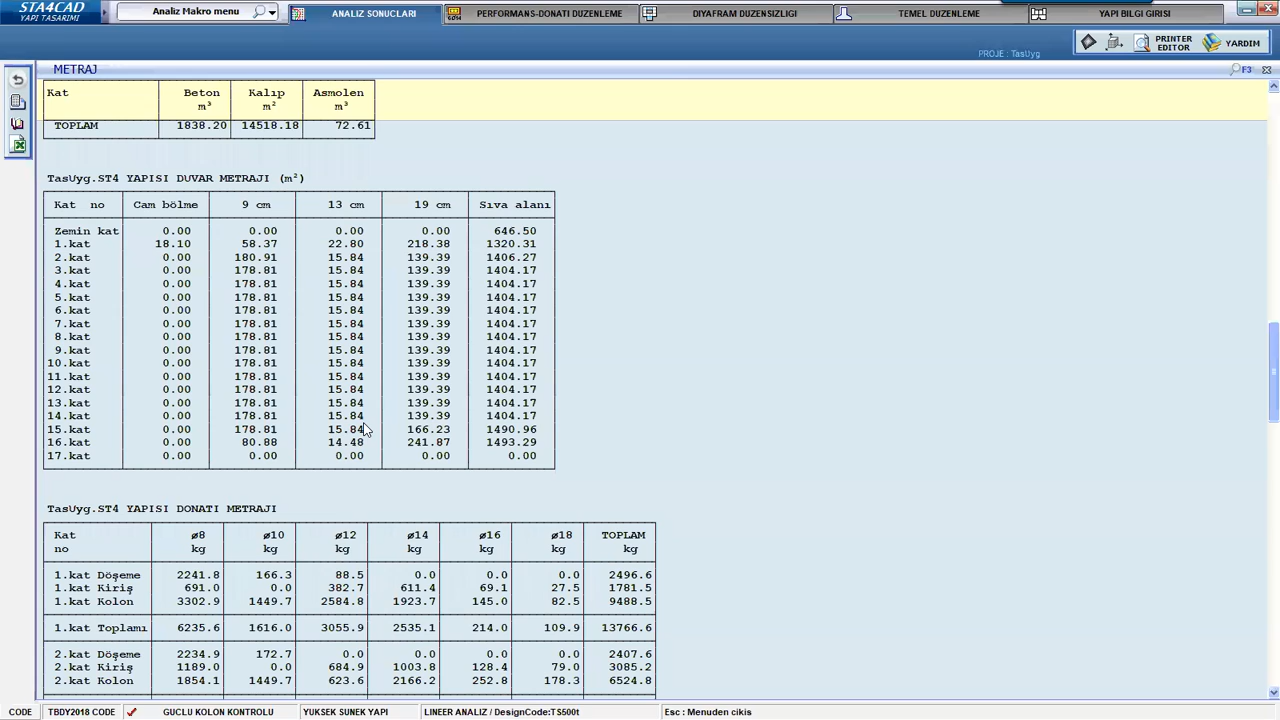 STA4CAD
YAPI TASARIMI
Analiz Makro menu
ANALIZ SONUCLARI
PERFORMANS-DONATI DUZENLEME
DIYAFRAM DUZENSIZLIGI
TEMEL DUZENLEME
YAPI BILGI GIRISI
PROJE : TasUyg
PRINTER EDITOR
YARDIM
METRAJ
F3
Kat Beton Kalıp Asmolen
m³ m² m³
TOPLAM 1838.20 14518.18 72.61
TasUyg.ST4 YAPISI DUVAR METRAJI (m²)
Kat no Cam bölme 9 cm 13 cm 19 cm Sıva alanı
Zemin kat 0.00 0.00 0.00 0.00 646.50
1.kat 18.10 58.37 22.80 218.38 1320.31
2.kat 0.00 180.91 15.84 139.39 1406.27
3.kat 0.00 178.81 15.84 139.39 1404.17
4.kat 0.00 178.81 15.84 139.39 1404.17
5.kat 0.00 178.81 15.84 139.39 1404.17
6.kat 0.00 178.81 15.84 139.39 1404.17
7.kat 0.00 178.81 15.84 139.39 1404.17
8.kat 0.00 178.81 15.84 139.39 1404.17
9.kat 0.00 178.81 15.84 139.39 1404.17
10.kat 0.00 178.81 15.84 139.39 1404.17
11.kat 0.00 178.81 15.84 139.39 1404.17
12.kat 0.00 178.81 15.84 139.39 1404.17
13.kat 0.00 178.81 15.84 139.39 1404.17
14.kat 0.00 178.81 15.84 139.39 1404.17
15.kat 0.00 178.81 15.84 166.23 1490.96
16.kat 0.00 80.88 14.48 241.87 1493.29
17.kat 0.00 0.00 0.00 0.00 0.00
TasUyg.ST4 YAPISI DONATI METRAJI
Kat ø8 ø10 ø12 ø14 ø16 ø18 TOPLAM
no kg kg kg kg kg kg kg
1.kat Döşeme 2241.8 166.3 88.5 0.0 0.0 0.0 2496.6
1.kat Kiriş 691.0 0.0 382.7 611.4 69.1 27.5 1781.5
1.kat Kolon 3302.9 1449.7 2584.8 1923.7 145.0 82.5 9488.5
1.kat Toplamı 6235.6 1616.0 3055.9 2535.1 214.0 109.9 13766.6
2.kat Döşeme 2234.9 172.7 0.0 0.0 0.0 0.0 2407.6
2.kat Kiriş 1189.0 0.0 684.9 1003.8 128.4 79.0 3085.2
2.kat Kolon 1854.1 1449.7 623.6 2166.2 252.8 178.3 6524.8
CODE TBDY2018 CODE GUCLU KOLON KONTROLU YUKSEK SUNEK YAPI LINEER ANALIZ / DesignCode:TS500t Esc : Menuden cikis